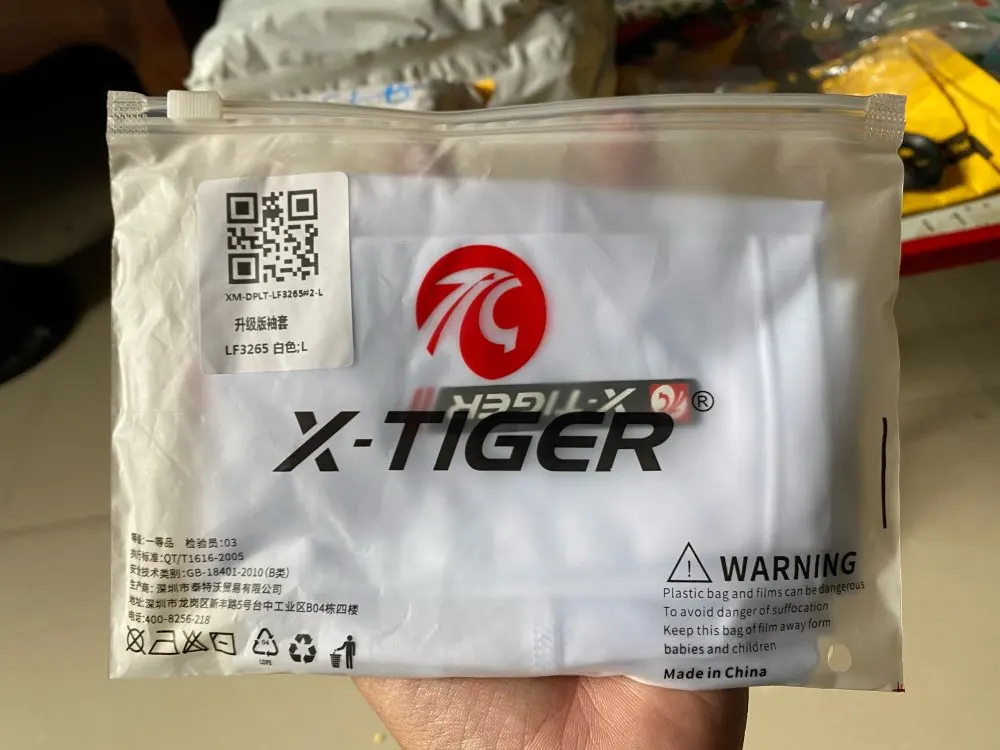 XM-DPLT-LF3265#2-L
升级版袖套
LF3265 白色;L
X-TIGER
X-TIGER®
等级:一等品 检验员:03
执行标准:QT/T1616-2005
安全技术类别:GB-18401-2010(B类)
生产商:深圳市泰特沃贸易有限公司
地址:深圳市龙岗区新丰路5号台中工业区B04栋四楼
电话:400-8256-218
04
LDPE
WARNING
Plastic bag and films can be dangerous
To avoid danger of suffocation
Keep this bag of film away form
babies and children
Made in China